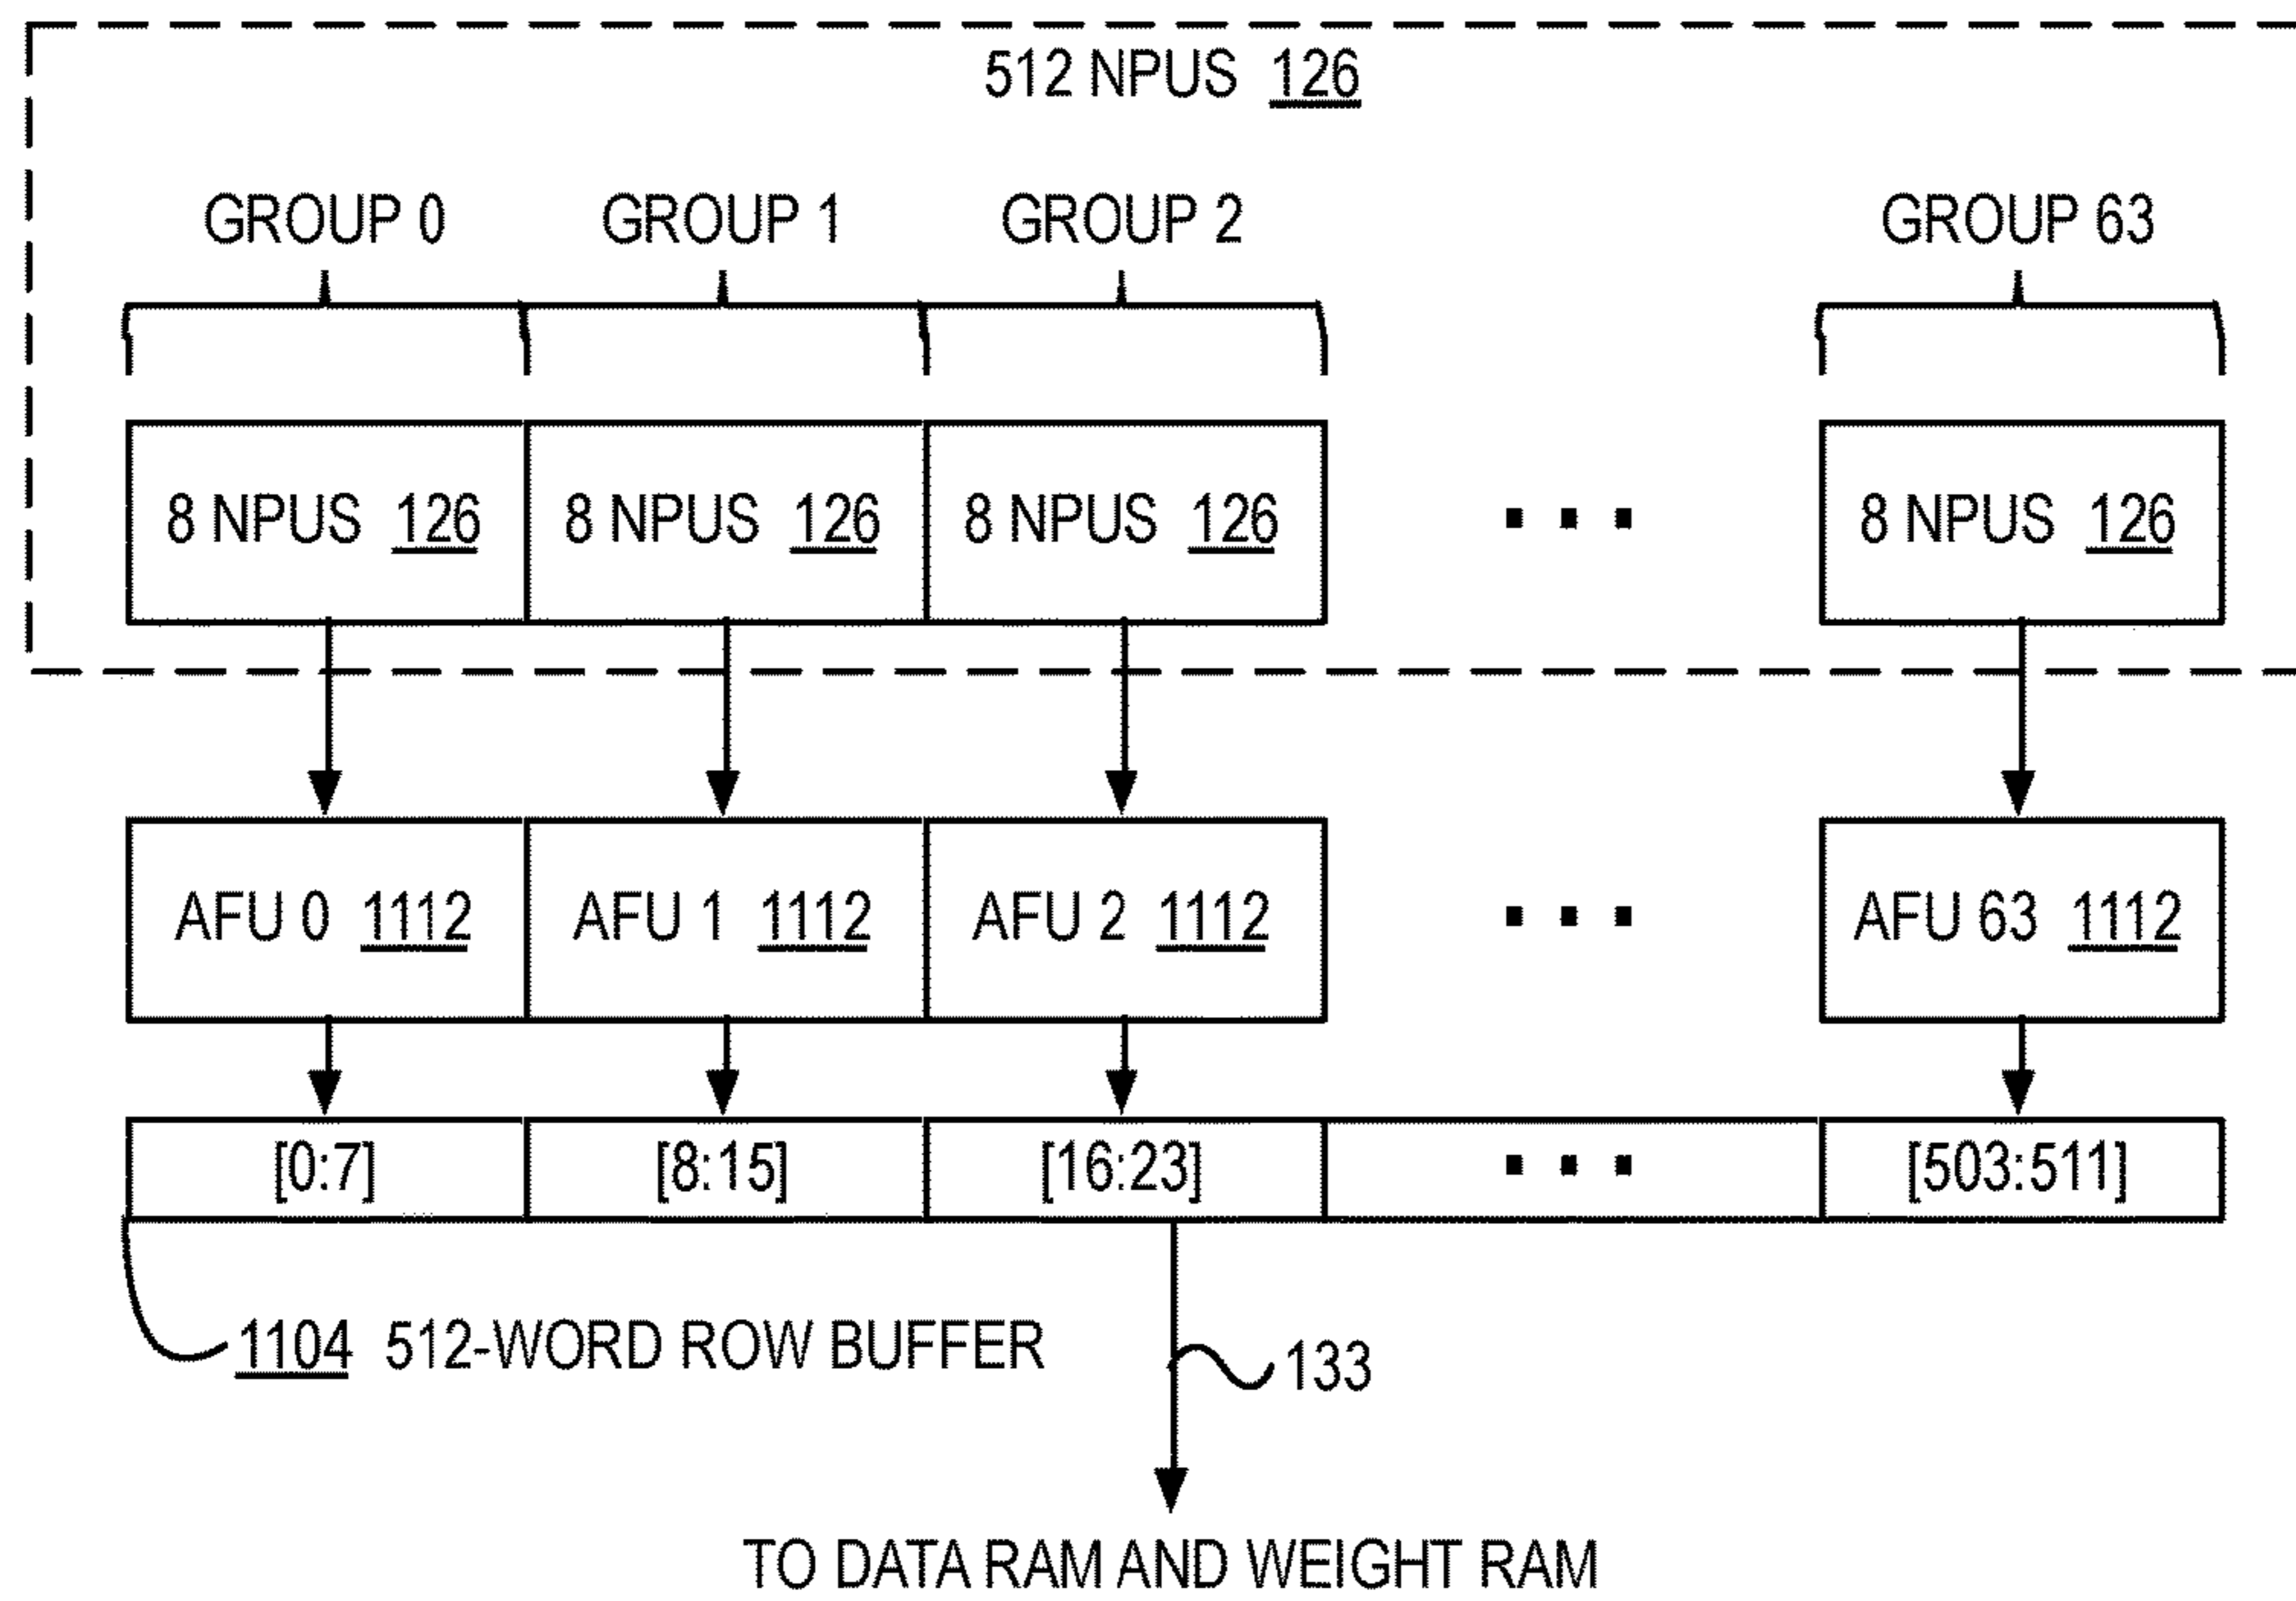 512 NPUS 126
GROUP 0 GROUP 1 GROUP 2 GROUP 63
8 NPUS 126 8 NPUS 126 8 NPUS 126 8 NPUS 126
AFU 0 1112 AFU 1 1112 AFU 2 1112 AFU 63 1112
[0:7] [8:15] [16:23] [503:511]
1104 512-WORD ROW BUFFER
133
TO DATA RAM AND WEIGHT RAM